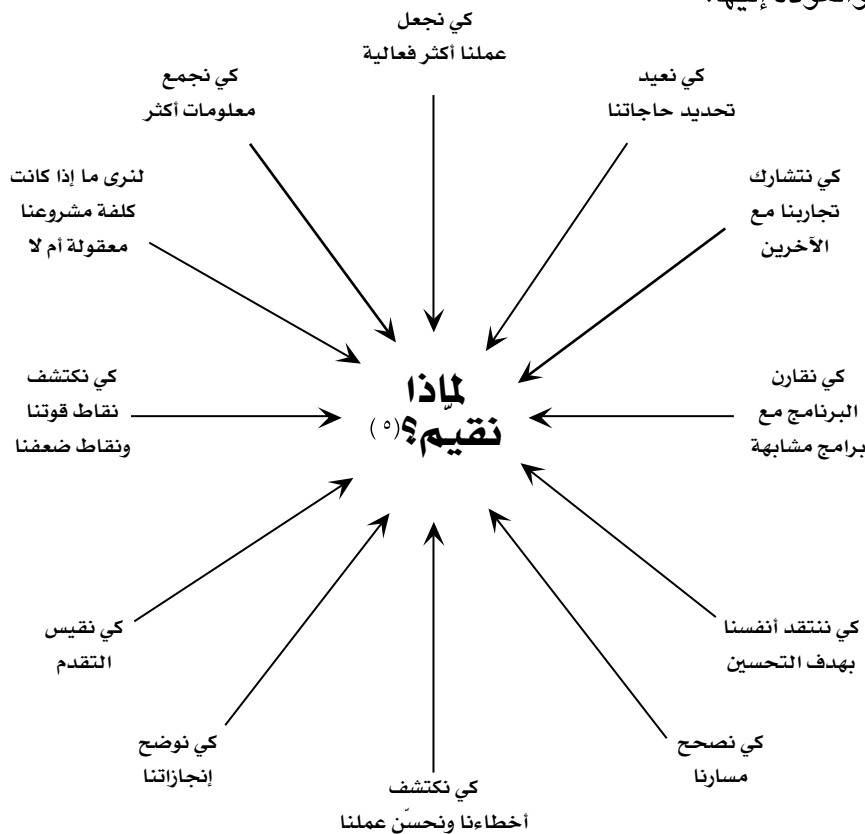 كي نجعل
عملنا أكثر فعالية
كي نعيد
تحديد حاجاتنا
كي نتشارك
تجاربنا مع
الآخرين
كي نقارن
البرنامج مع
برامج مشابهة
كي ننتقد أنفسنا
بهدف التحسين
كي نصحح
مسارنا
كي نكتشف
أخطاءنا ونحسّن عملنا
كي نوضح
إنجازاتنا
كي نقيس
التقدم
كي نكتشف
نقاط قوتنا
ونقاط ضعفنا
لنرى ما إذا كانت
كلفة مشروعنا
معقولة أم لا
كي نجمع
معلومات أكثر
لماذا
نقيّم؟(٥)